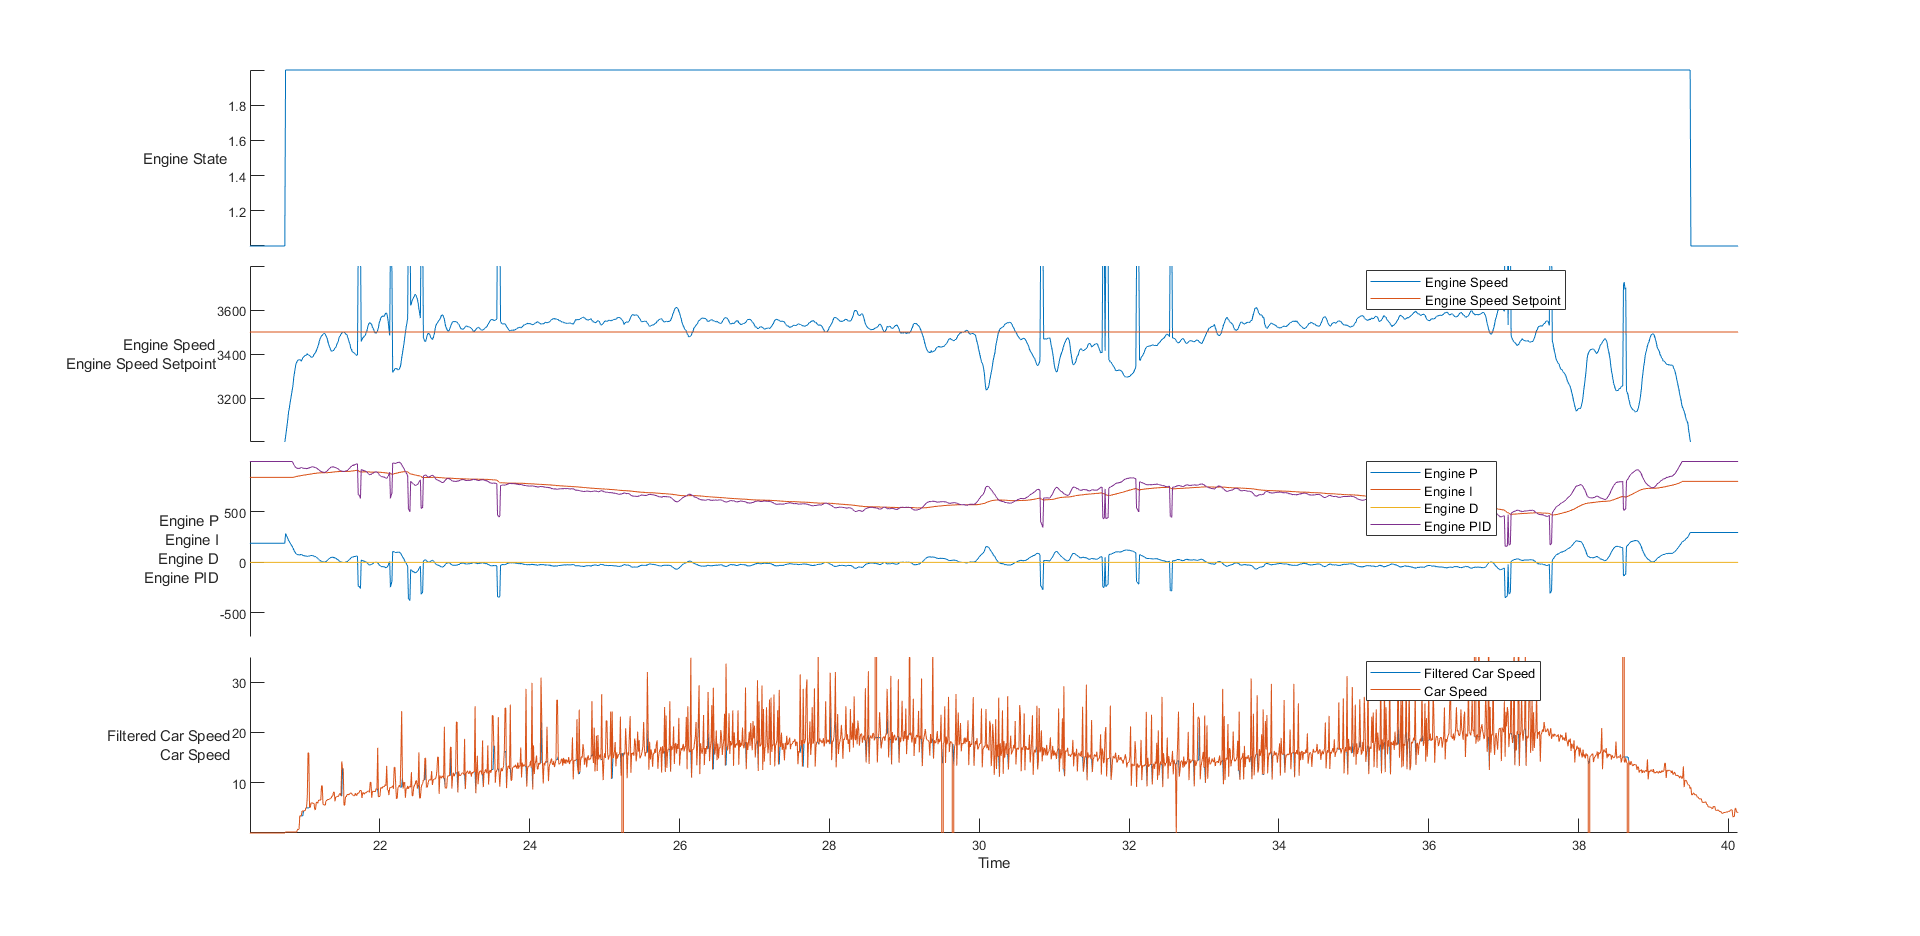 1.8
1.6
Engine State
1.4
1.2
3600
Engine Speed
Engine Speed Setpoint
3400
3200
Engine Speed
Engine Speed Setpoint
500
Engine P
Engine I
Engine D
Engine PID
0
-500
Engine P
Engine I
Engine D
Engine PID
30
Filtered Car Speed
Car Speed
20
10
Filtered Car Speed
Car Speed
22 24 26 28 30 32 34 36 38 40
Time